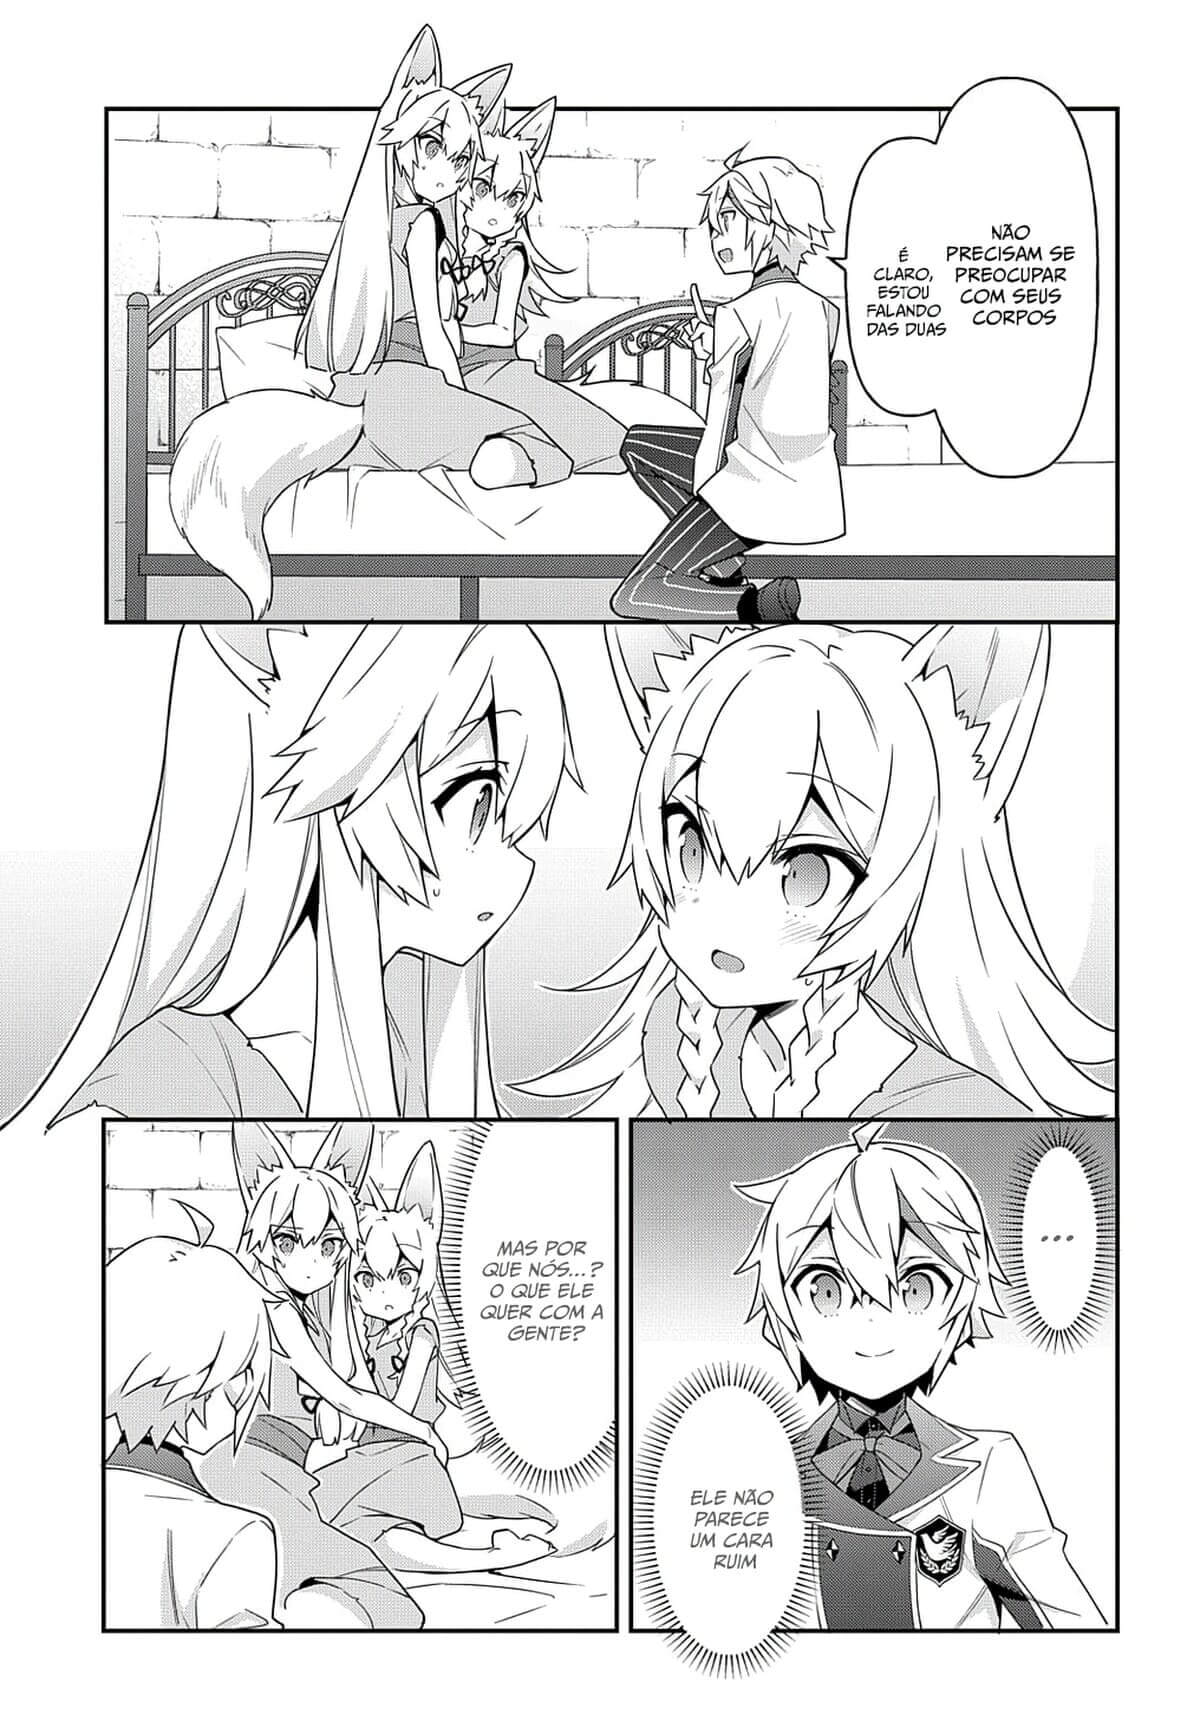 NÃO
PRECISAM SE
PREOCUPAR
COM SEUS
CORPOS
É
CLARO,
ESTOU
FALANDO
DAS DUAS
...
ELE NÃO
PARECE
UM CARA
RUIM
MAS POR
QUE NÓS...?
O QUE ELE
QUER COM A
GENTE?